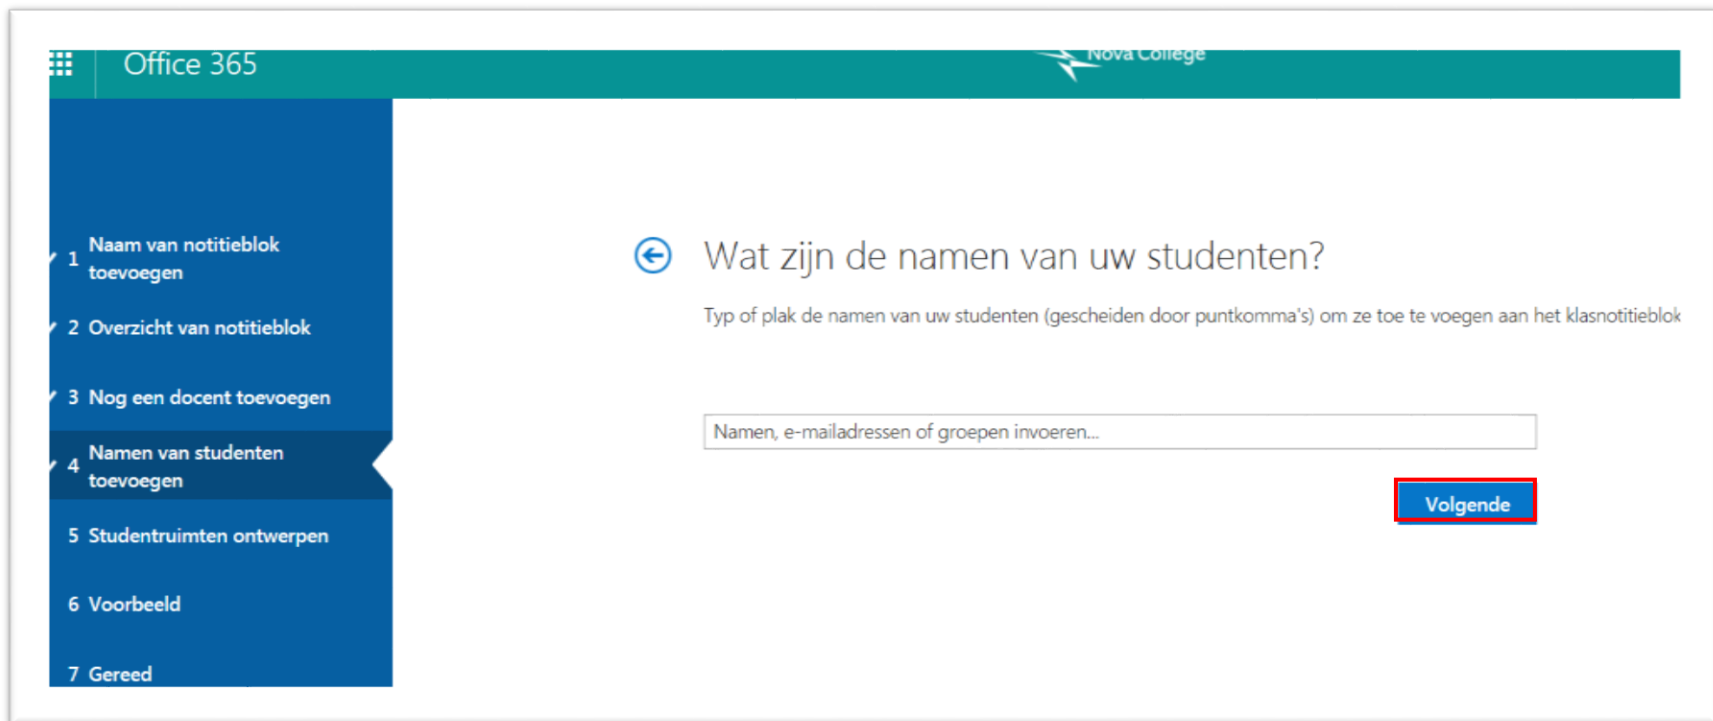 Office 365
Nova College
1 Naam van notitieblok
toevoegen
2 Overzicht van notitieblok
3 Nog een docent toevoegen
4 Namen van studenten
toevoegen
5 Studentruimten ontwerpen
6 Voorbeeld
7 Gereed
Wat zijn de namen van uw studenten?
Typ of plak de namen van uw studenten (gescheiden door puntkomma's) om ze toe te voegen aan het klasnotitieblok
Namen, e-mailadressen of groepen invoeren...
Volgende